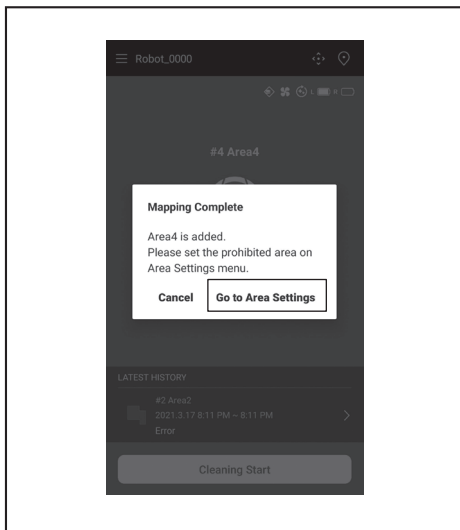 Robot_0000
L R
#4 Area4
Mapping Complete
Area4 is added.
Please set the prohibited area on
Area Settings menu.
Cancel Go to Area Settings
LATEST HISTORY
#2 Area2
2021.3.17 8:11 PM ~ 8:11 PM
Error
Cleaning Start